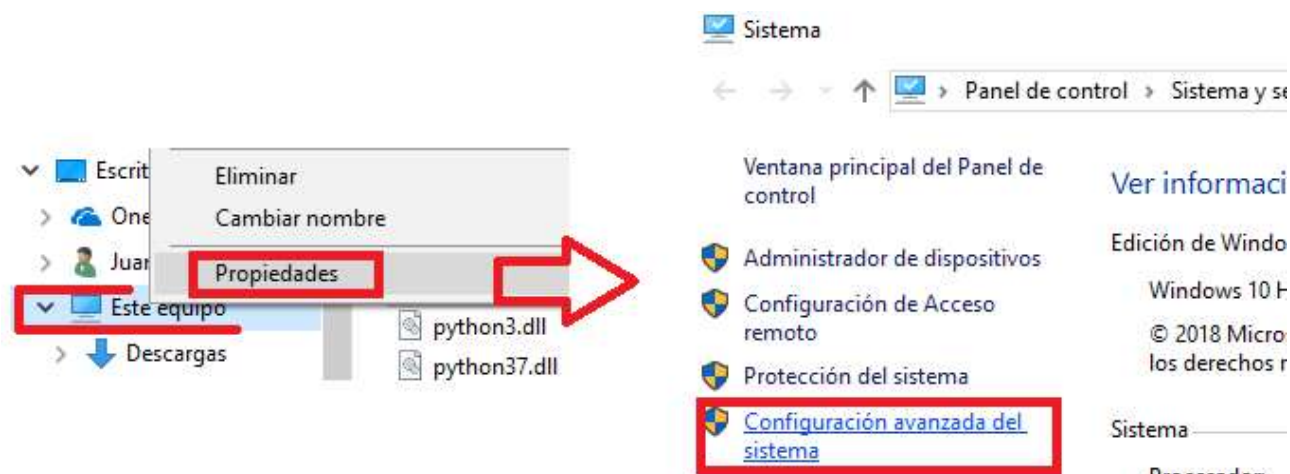 Escrit
One
Juan
Este equipo
Descargas
Eliminar
Cambiar nombre
Propiedades
python3.dll
python37.dll
Sistema
Panel de control > Sistema y se
Ventana principal del Panel de
control
Administrador de dispositivos
Configuración de Acceso
remoto
Protección del sistema
Configuración avanzada del
sistema
Ver informaci
Edición de Windo
Windows 10 H
© 2018 Micro
los derechos r
Sistema